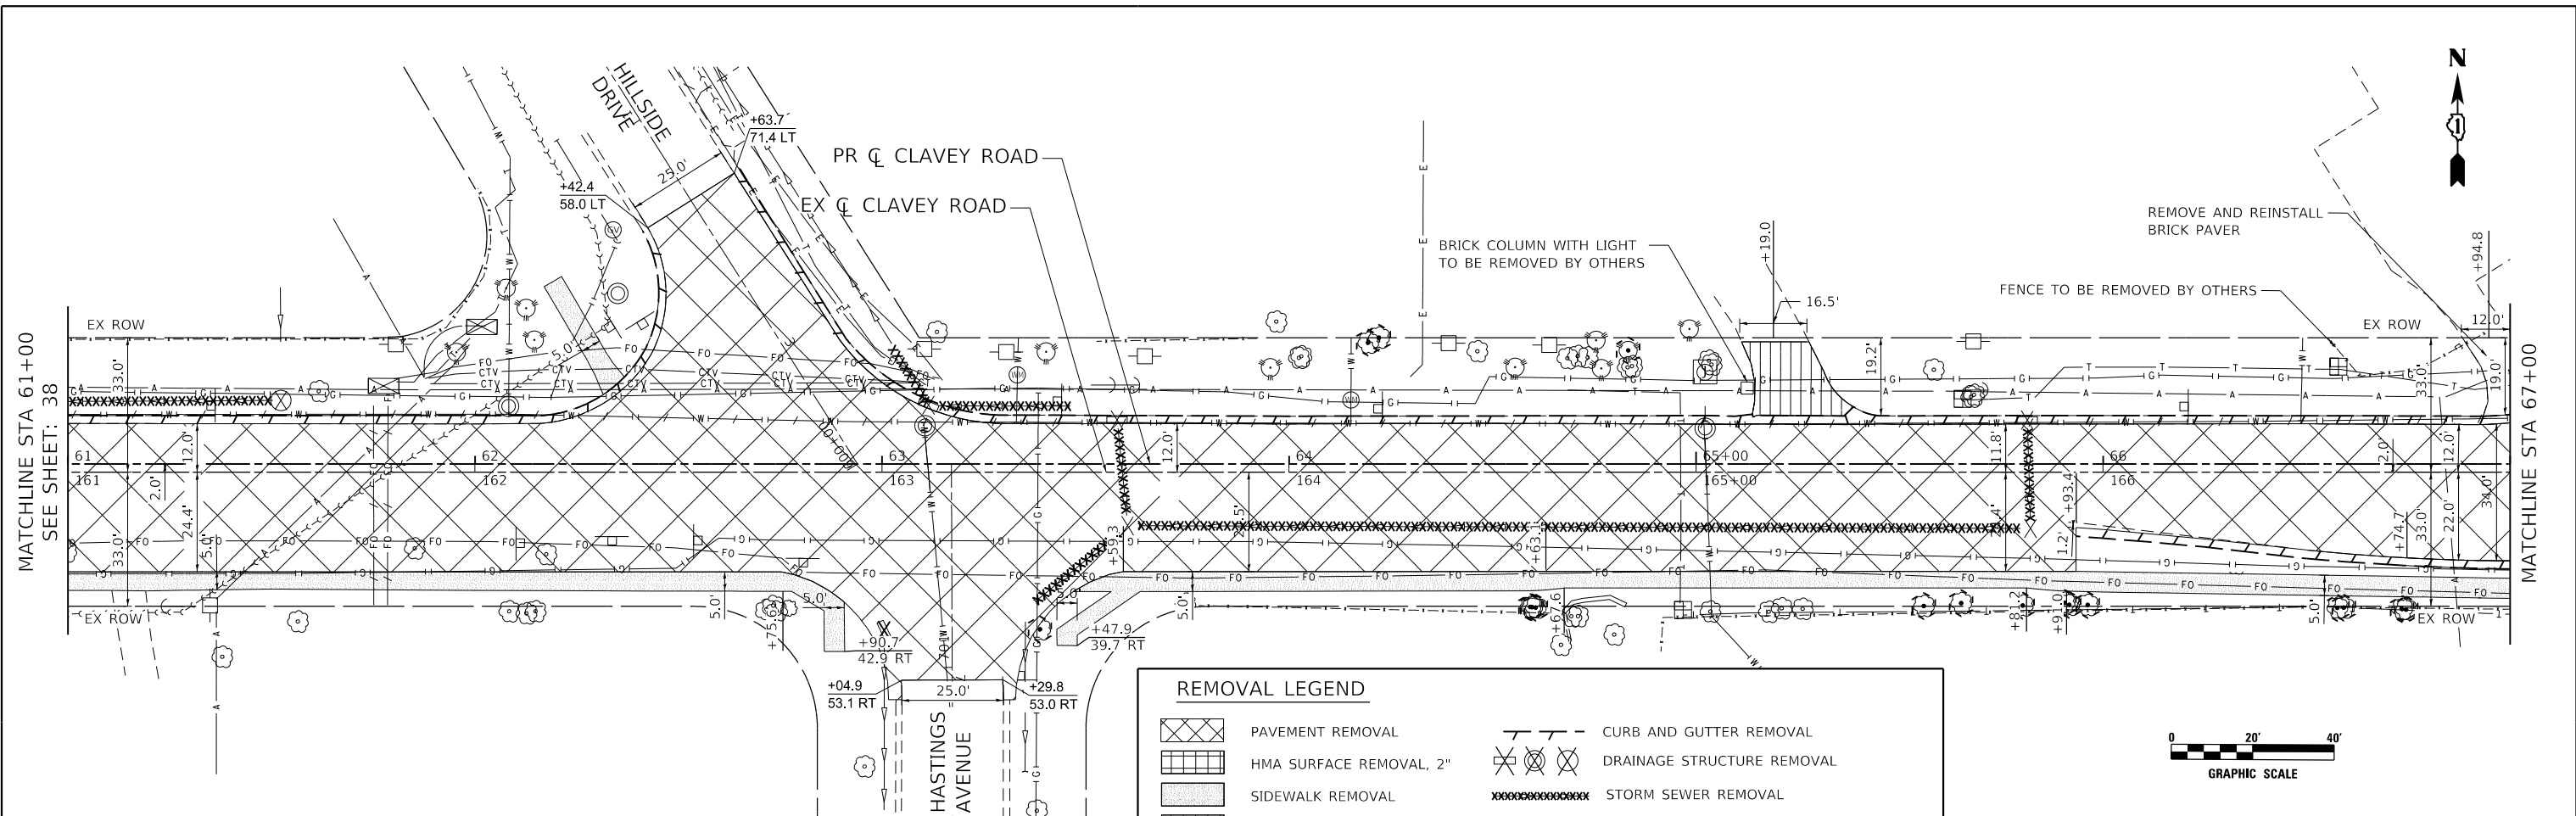 HILLSIDE
DRIVE
N
+63.7
71.4 LT
25.0'
+42.4
58.0 LT
PR ℄ CLAVEY ROAD
EX ℄ CLAVEY ROAD
REMOVE AND REINSTALL
BRICK PAVER
BRICK COLUMN WITH LIGHT
TO BE REMOVED BY OTHERS
+19.0
16.5'
FENCE TO BE REMOVED BY OTHERS
+94.8
12.0'
MATCHLINE STA 61+00
SEE SHEET: 38
EX ROW
EX ROW
MATCHLINE STA 67+00
33.0'
5.0'
19.2'
33.0'
19.0'
12.0'
12.0'
11.8'
2.0'
12.0'
61
62
63
64
65+00
66
161
162
163
164
165+00
166
2.0'
24.4'
33.0'
5.0'
+59.3
+63.1
1.2'
+93.4
+74.7
33.0'
22.0'
34.0'
5.0'
+75.6
5.0'
5.0'
5.0'
+67.6
+81.2
+91.0
5.0'
EX ROW
EX ROW
+90.7
42.9 RT
+47.9
39.7 RT
+04.9
53.1 RT
25.0'
+29.8
53.0 RT
HASTINGS
AVENUE
REMOVAL LEGEND
PAVEMENT REMOVAL
CURB AND GUTTER REMOVAL
HMA SURFACE REMOVAL, 2"
DRAINAGE STRUCTURE REMOVAL
SIDEWALK REMOVAL
STORM SEWER REMOVAL
0 20' 40'
GRAPHIC SCALE